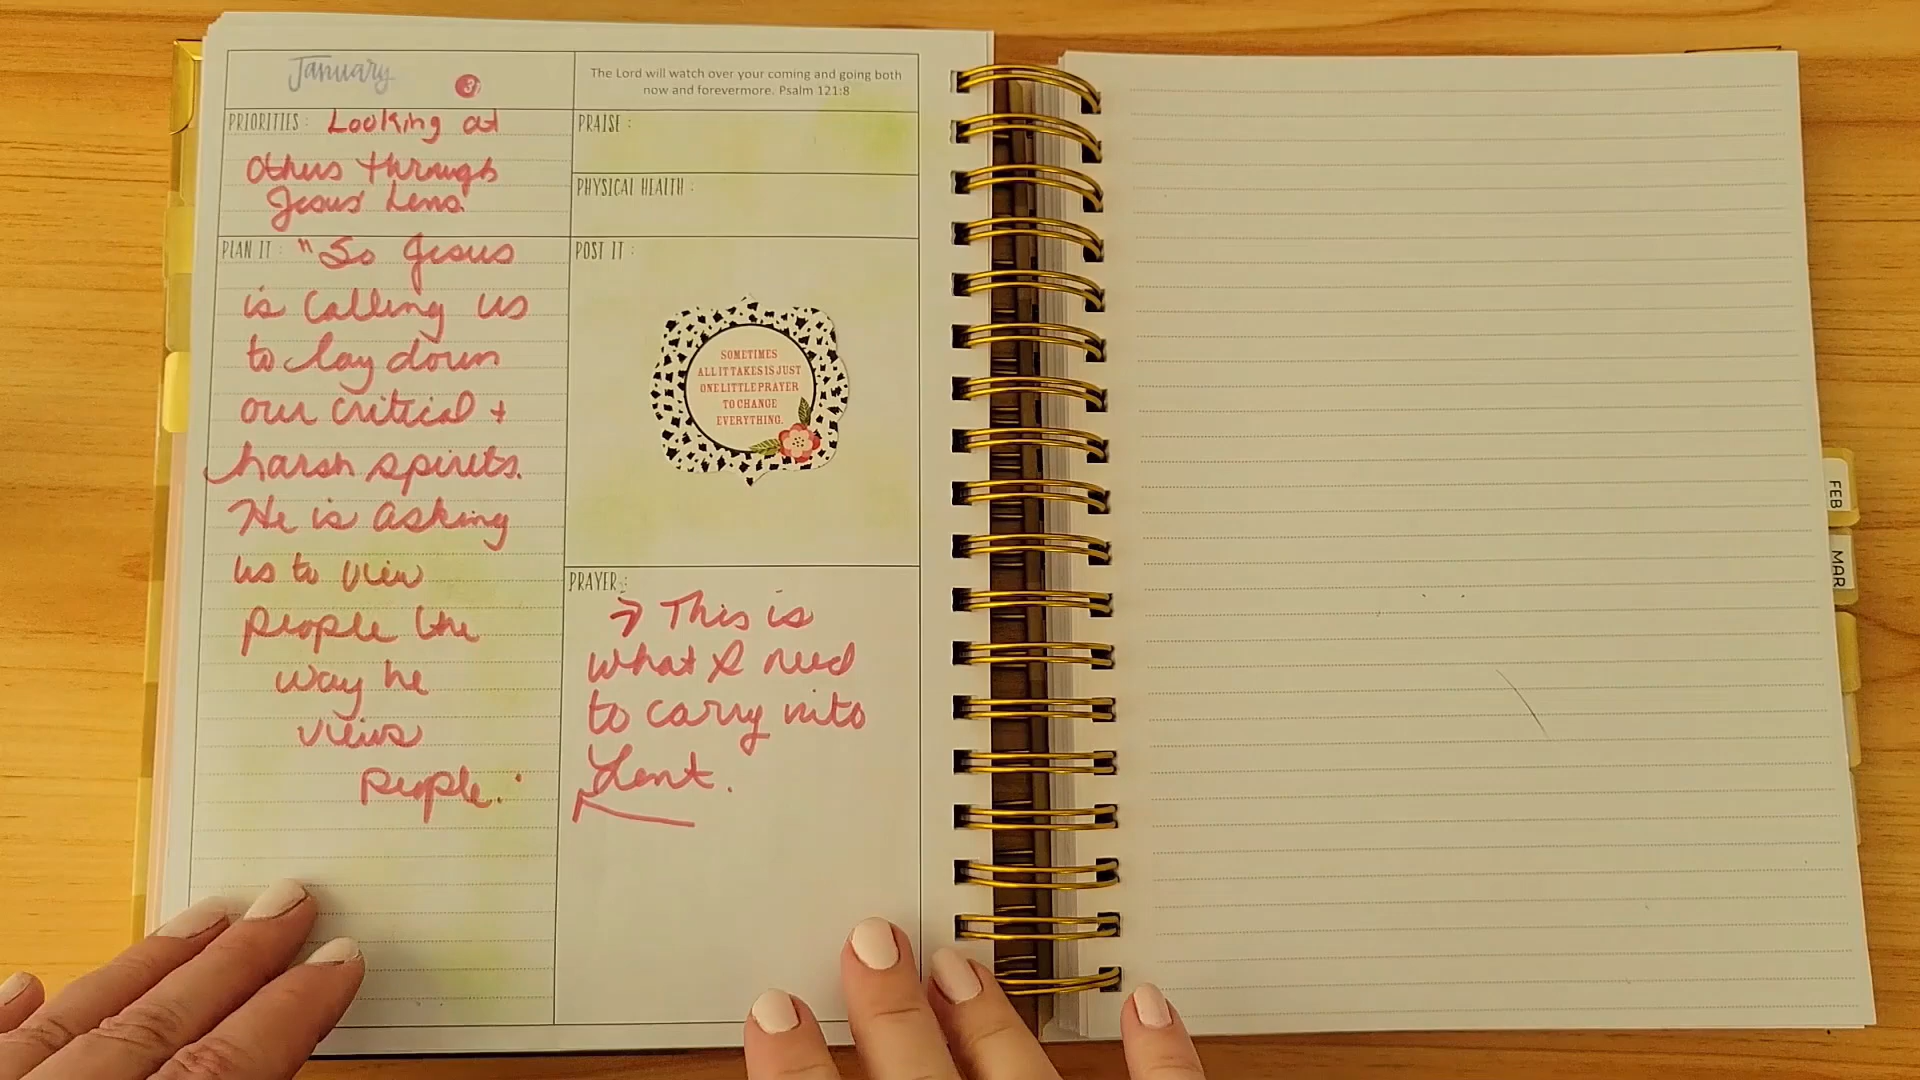 January
31
The Lord will watch over your coming and going both
now and forevermore. Psalm 121:8
PRIORITIES: Looking at
others through
Jesus' Lens.
PLAN IT: "So Jesus
is calling us
to lay down
our critical +
harsh spirits.
He is asking
us to view
people the
way he
views
people."
PRAISE:
PHYSICAL HEALTH:
POST IT:
SOMETIMES
ALL IT TAKES IS JUST
ONE LITTLE PRAYER
TO CHANGE
EVERYTHING.
PRAYER:
→ This is
what I need
to carry into
Lent.
FEB
MAR